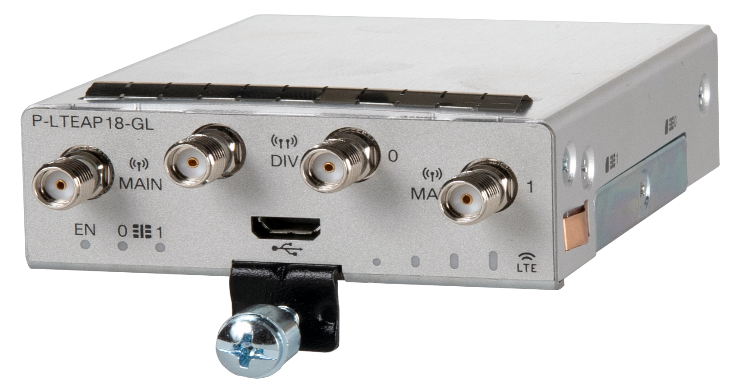 P-LTEAP18-GL
MAIN
DIV
0
MA
1
EN
0
1
LTE